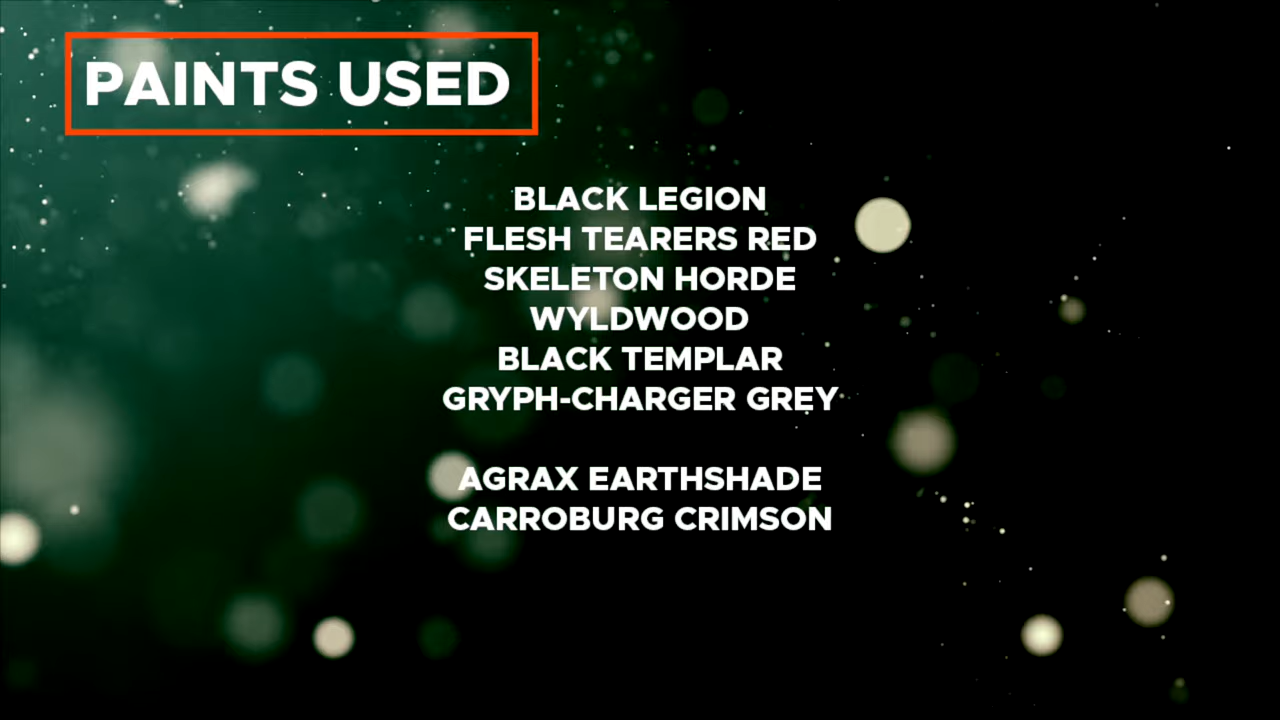 PAINTS USED
BLACK LEGION
FLESH TEARERS RED
SKELETON HORDE
WYLDWOOD
BLACK TEMPLAR
GRYPH-CHARGER GREY
AGRAX EARTHSHADE
CARROBURG CRIMSON